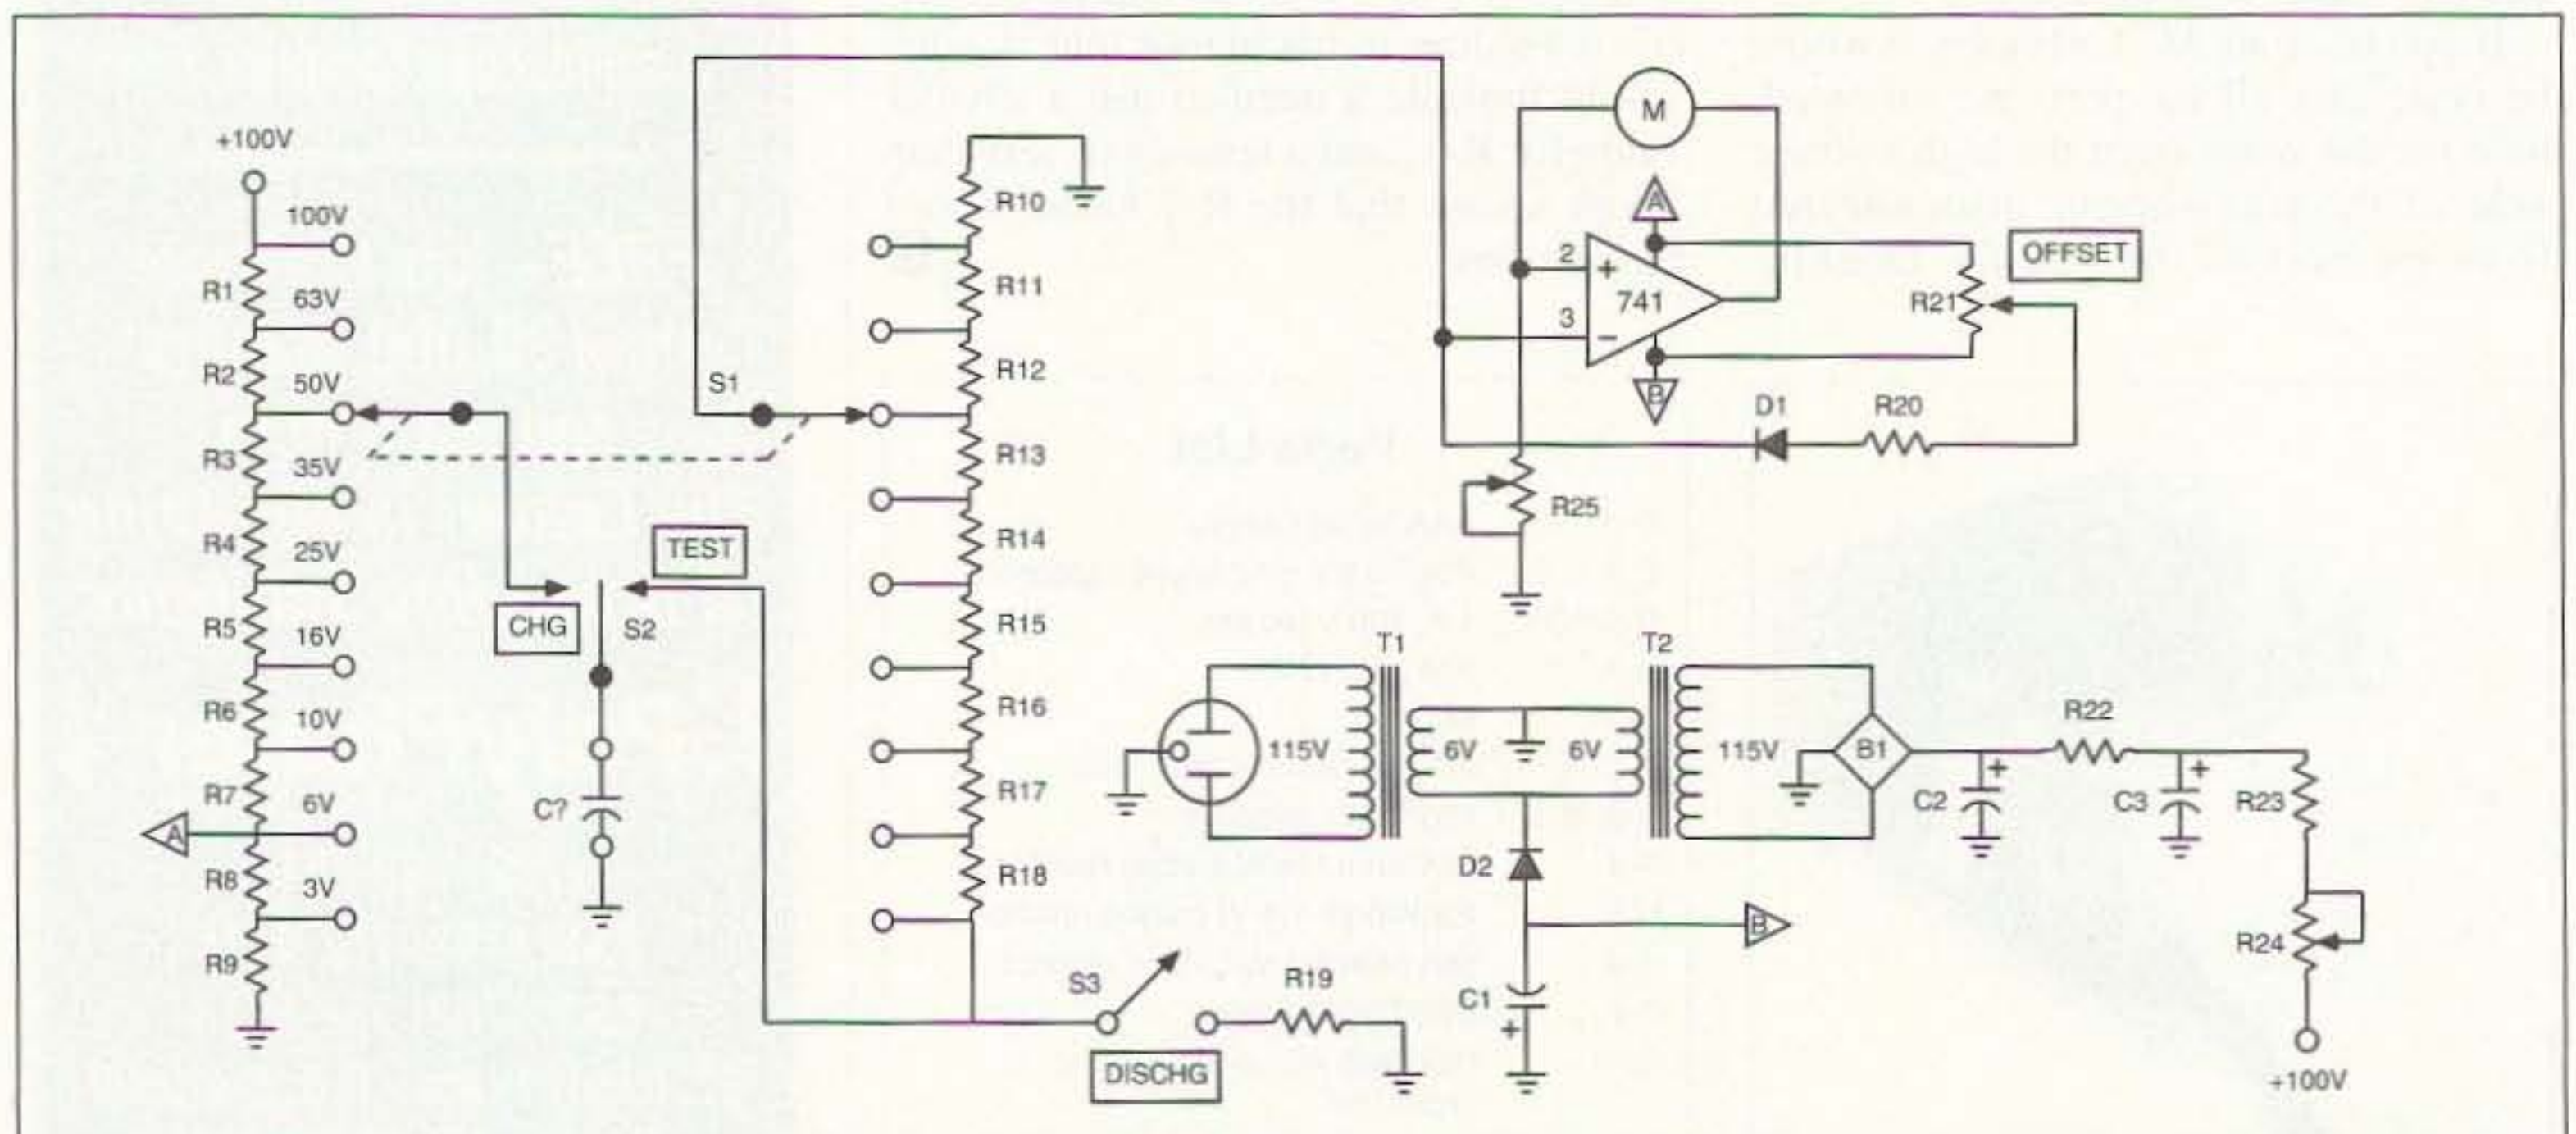 +100V
100V
R1
63V
R2
50V
R3
35V
R4
25V
R5
16V
R6
10V
R7
6V
A
R8
3V
R9
CHG
S2
TEST
C?
S1
R10
R11
R12
R13
R14
R15
R16
R17
R18
S3
DISCHG
R19
M
A
2
+
741
3
−
B
R21
OFFSET
D1
R20
R25
T1
T2
115V
6V
6V
115V
B1
R22
C2
+
C3
+
R23
R24
+100V
D2
B
C1
+